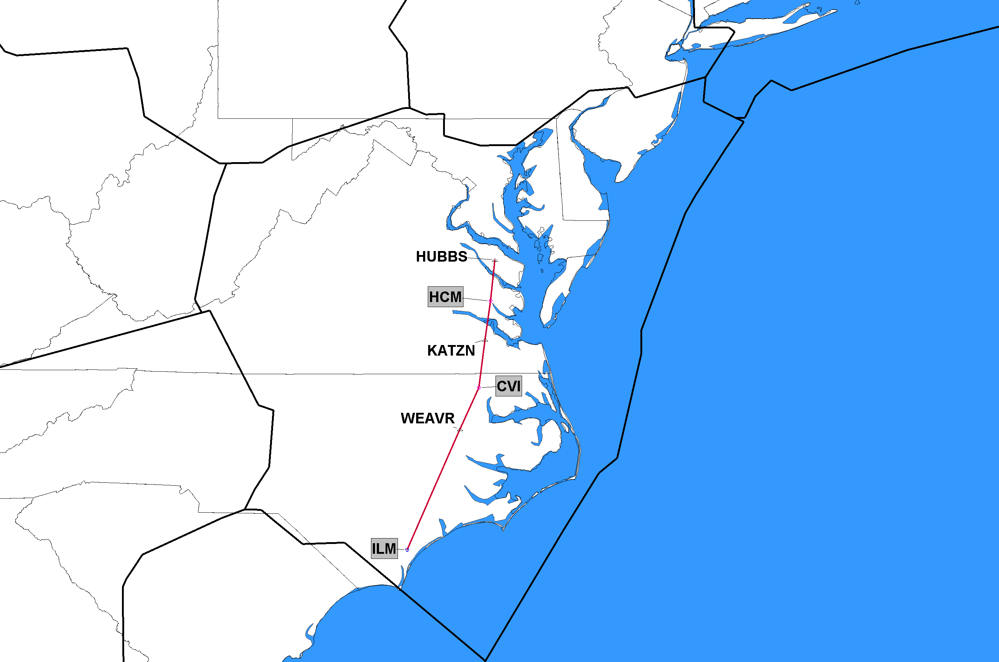 HUBBS
HCM
KATZN
CVI
WEAVR
ILM